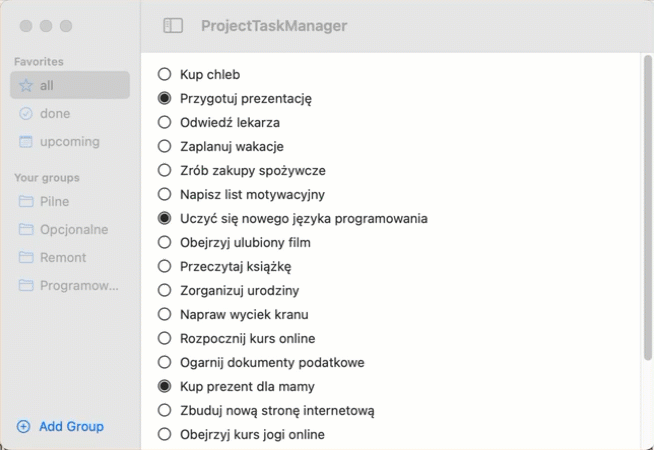 ProjectTaskManager
Favorites
all
done
upcoming
Your groups
Pilne
Opcjonalne
Remont
Programow...
Add Group
Kup chleb
Przygotuj prezentację
Odwiedź lekarza
Zaplanuj wakacje
Zrób zakupy spożywcze
Napisz list motywacyjny
Uczyć się nowego języka programowania
Obejrzyj ulubiony film
Przeczytaj książkę
Zorganizuj urodziny
Napraw wyciek kranu
Rozpocznij kurs online
Ogarnij dokumenty podatkowe
Kup prezent dla mamy
Zbuduj nową stronę internetową
Obejrzyj kurs jogi online